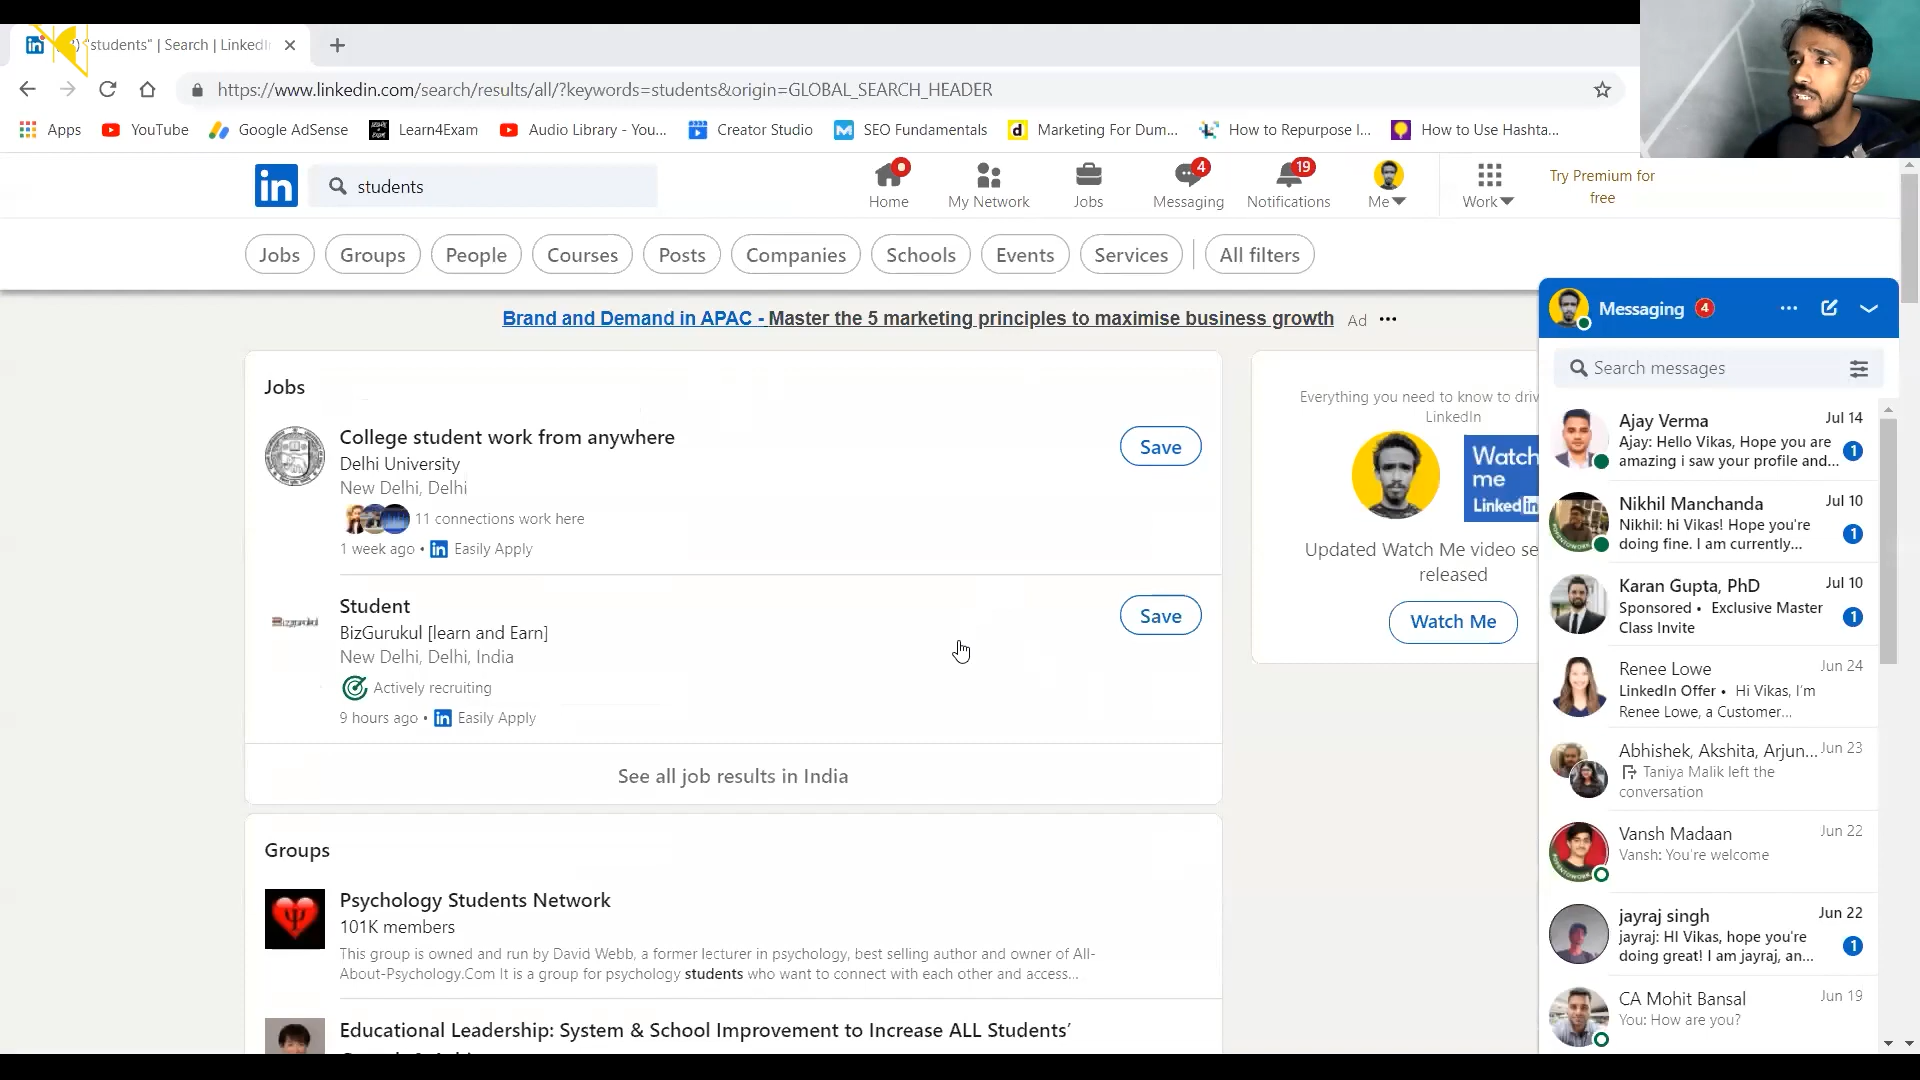 "students" | Search | LinkedIn
https://www.linkedin.com/search/results/all/?keywords=students&origin=GLOBAL_SEARCH_HEADER
Apps YouTube Google AdSense Learn4Exam Audio Library - You... Creator Studio SEO Fundamentals Marketing For Dum... How to Repurpose I... How to Use Hashta...
in students
Home My Network Jobs 4 Messaging 19 Notifications Me Work Try Premium for
free
Jobs Groups People Courses Posts Companies Schools Events Services All filters
Brand and Demand in APAC - Master the 5 marketing principles to maximise business growth Ad
Jobs
College student work from anywhere
Save
Delhi University
New Delhi, Delhi
11 connections work here
1 week ago • in Easily Apply
Student
Save
BizGurukul [learn and Earn]
New Delhi, Delhi, India
Actively recruiting
9 hours ago • in Easily Apply
See all job results in India
Groups
Psychology Students Network
101K members
This group is owned and run by David Webb, a former lecturer in psychology, best selling author and owner of All-
About-Psychology.Com It is a group for psychology students who want to connect with each other and access...
Educational Leadership: System & School Improvement to Increase ALL Students'
Everything you need to know to driv
LinkedIn
Watch
me
Linkedin
Updated Watch Me video se
released
Watch Me
Messaging 4
Search messages
Ajay Verma Jul 14
Ajay: Hello Vikas, Hope you are
amazing i saw your profile and... 1
Nikhil Manchanda Jul 10
Nikhil: hi Vikas! Hope you're
doing fine. I am currently... 1
Karan Gupta, PhD Jul 10
Sponsored • Exclusive Master
Class Invite 1
Renee Lowe Jun 24
LinkedIn Offer • Hi Vikas, I'm
Renee Lowe, a Customer...
Abhishek, Akshita, Arjun... Jun 23
Taniya Malik left the
conversation
Vansh Madaan Jun 22
Vansh: You're welcome
jayraj singh Jun 22
jayraj: HI Vikas, hope you're
doing great! I am jayraj, an... 1
CA Mohit Bansal Jun 19
You: How are you?